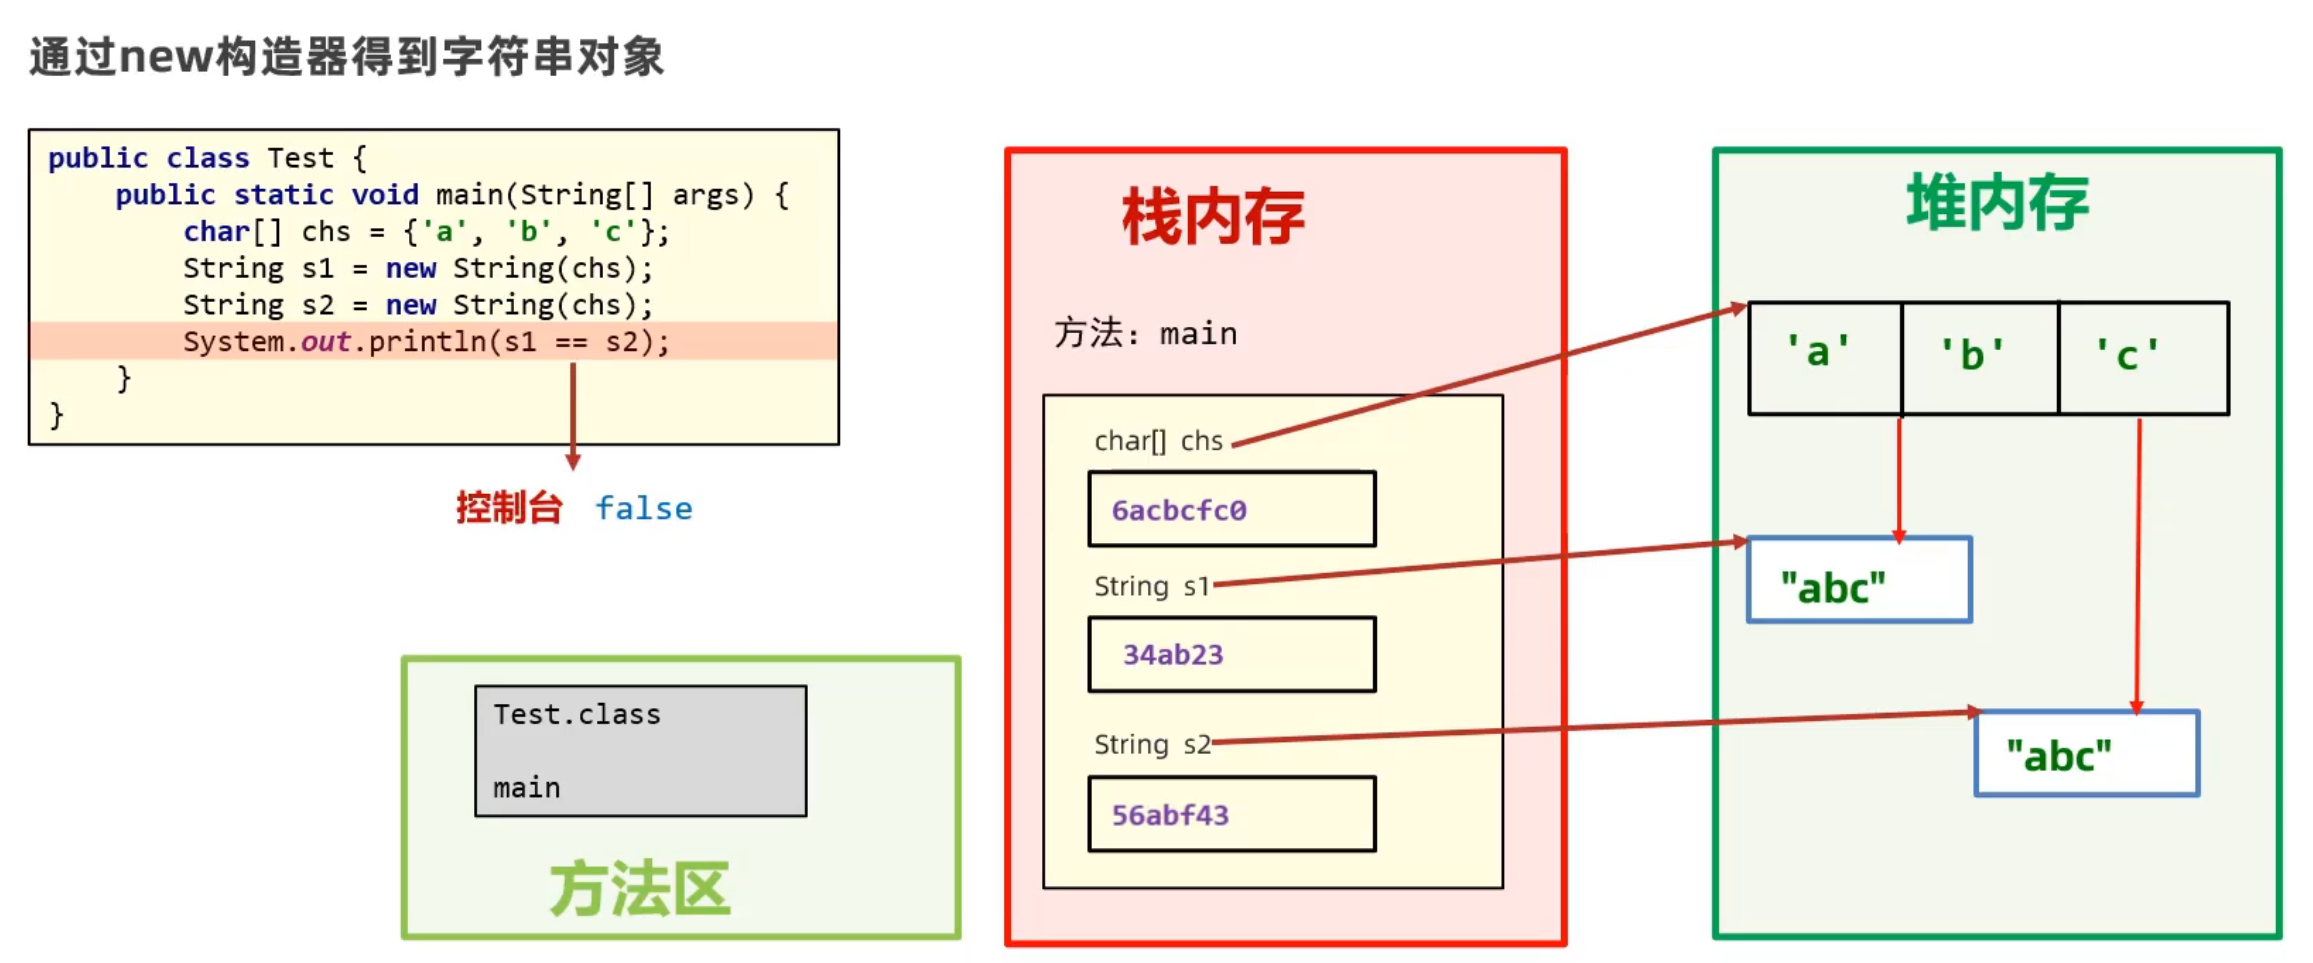 通过new构造器得到字符串对象
public class Test {
    public static void main(String[] args) {
        char[] chs = {'a', 'b', 'c'};
        String s1 = new String(chs);
        String s2 = new String(chs);
        System.out.println(s1 == s2);
    }
}
控制台 false
Test.class
main
方法区
栈内存
方法: main
char[] chs
6acbcfc0
String s1
34ab23
String s2
56abf43
堆内存
'a' 'b' 'c'
"abc"
"abc"